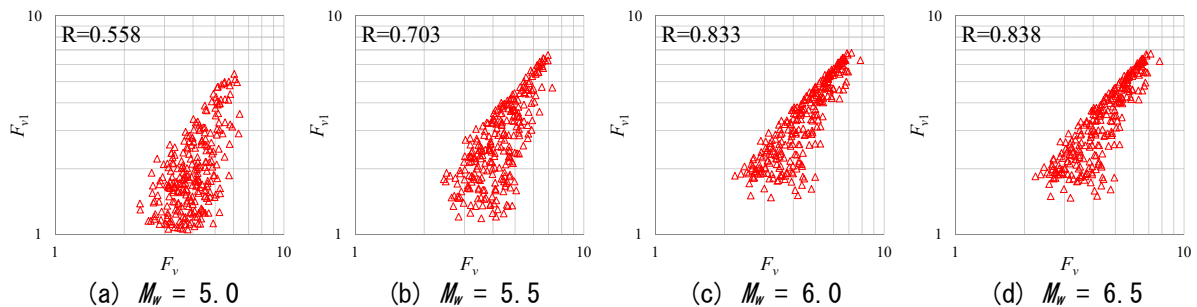 10
R=0.558
F_v1
1
1
F_v
10
(a) M_w = 5.0
10
R=0.703
F_v1
1
1
F_v
10
(b) M_w = 5.5
10
R=0.833
F_v1
1
1
F_v
10
(c) M_w = 6.0
10
R=0.838
F_v1
1
1
F_v
10
(d) M_w = 6.5